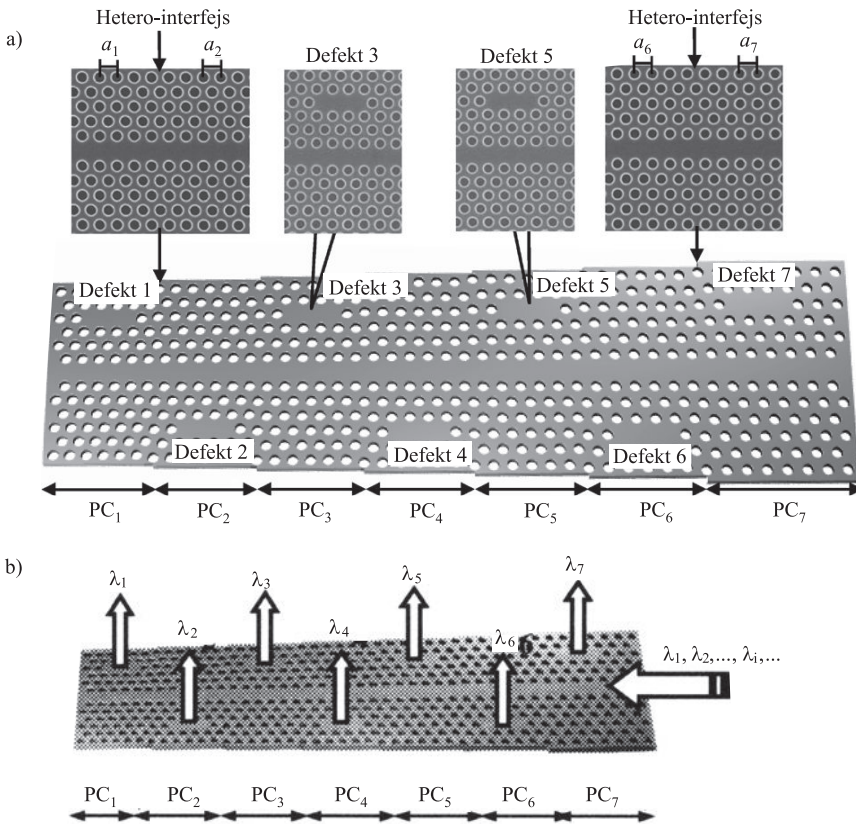 a)
Hetero-interfejs
a1
a2
Defekt 3
Defekt 5
Hetero-interfejs
a6
a7
Defekt 1
Defekt 3
Defekt 5
Defekt 7
Defekt 2
Defekt 4
Defekt 6
PC1 PC2 PC3 PC4 PC5 PC6 PC7
b)
λ1
λ2
λ3
λ4
λ5
λ6
λ7
λ1, λ2,..., λi,...
PC1 PC2 PC3 PC4 PC5 PC6 PC7